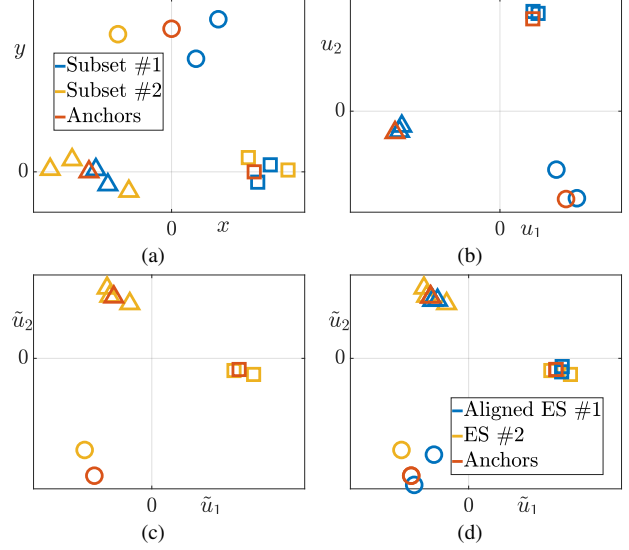 y
Subset #1
Subset #2
Anchors
0
0
x
(a)
u₂
0
0
u₁
(b)
ũ₂
0
0
ũ₁
(c)
ũ₂
0
Aligned ES #1
ES #2
Anchors
0
ũ₁
(d)